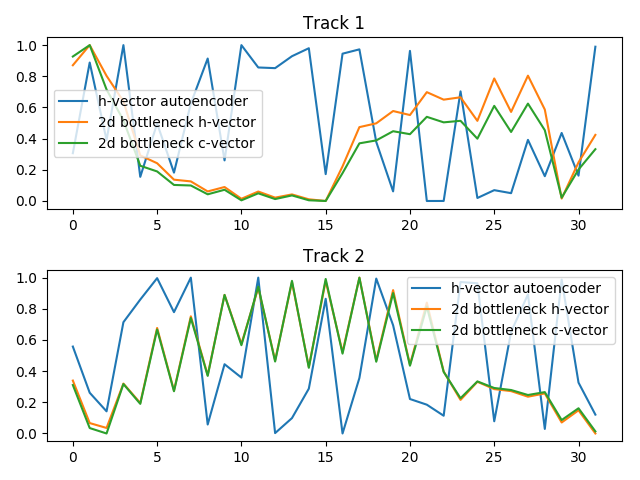 Track 1
1.0
0.8
0.6
0.4
0.2
0.0
h-vector autoencoder
2d bottleneck h-vector
2d bottleneck c-vector
0 5 10 15 20 25 30
Track 2
1.0
0.8
0.6
0.4
0.2
0.0
h-vector autoencoder
2d bottleneck h-vector
2d bottleneck c-vector
0 5 10 15 20 25 30